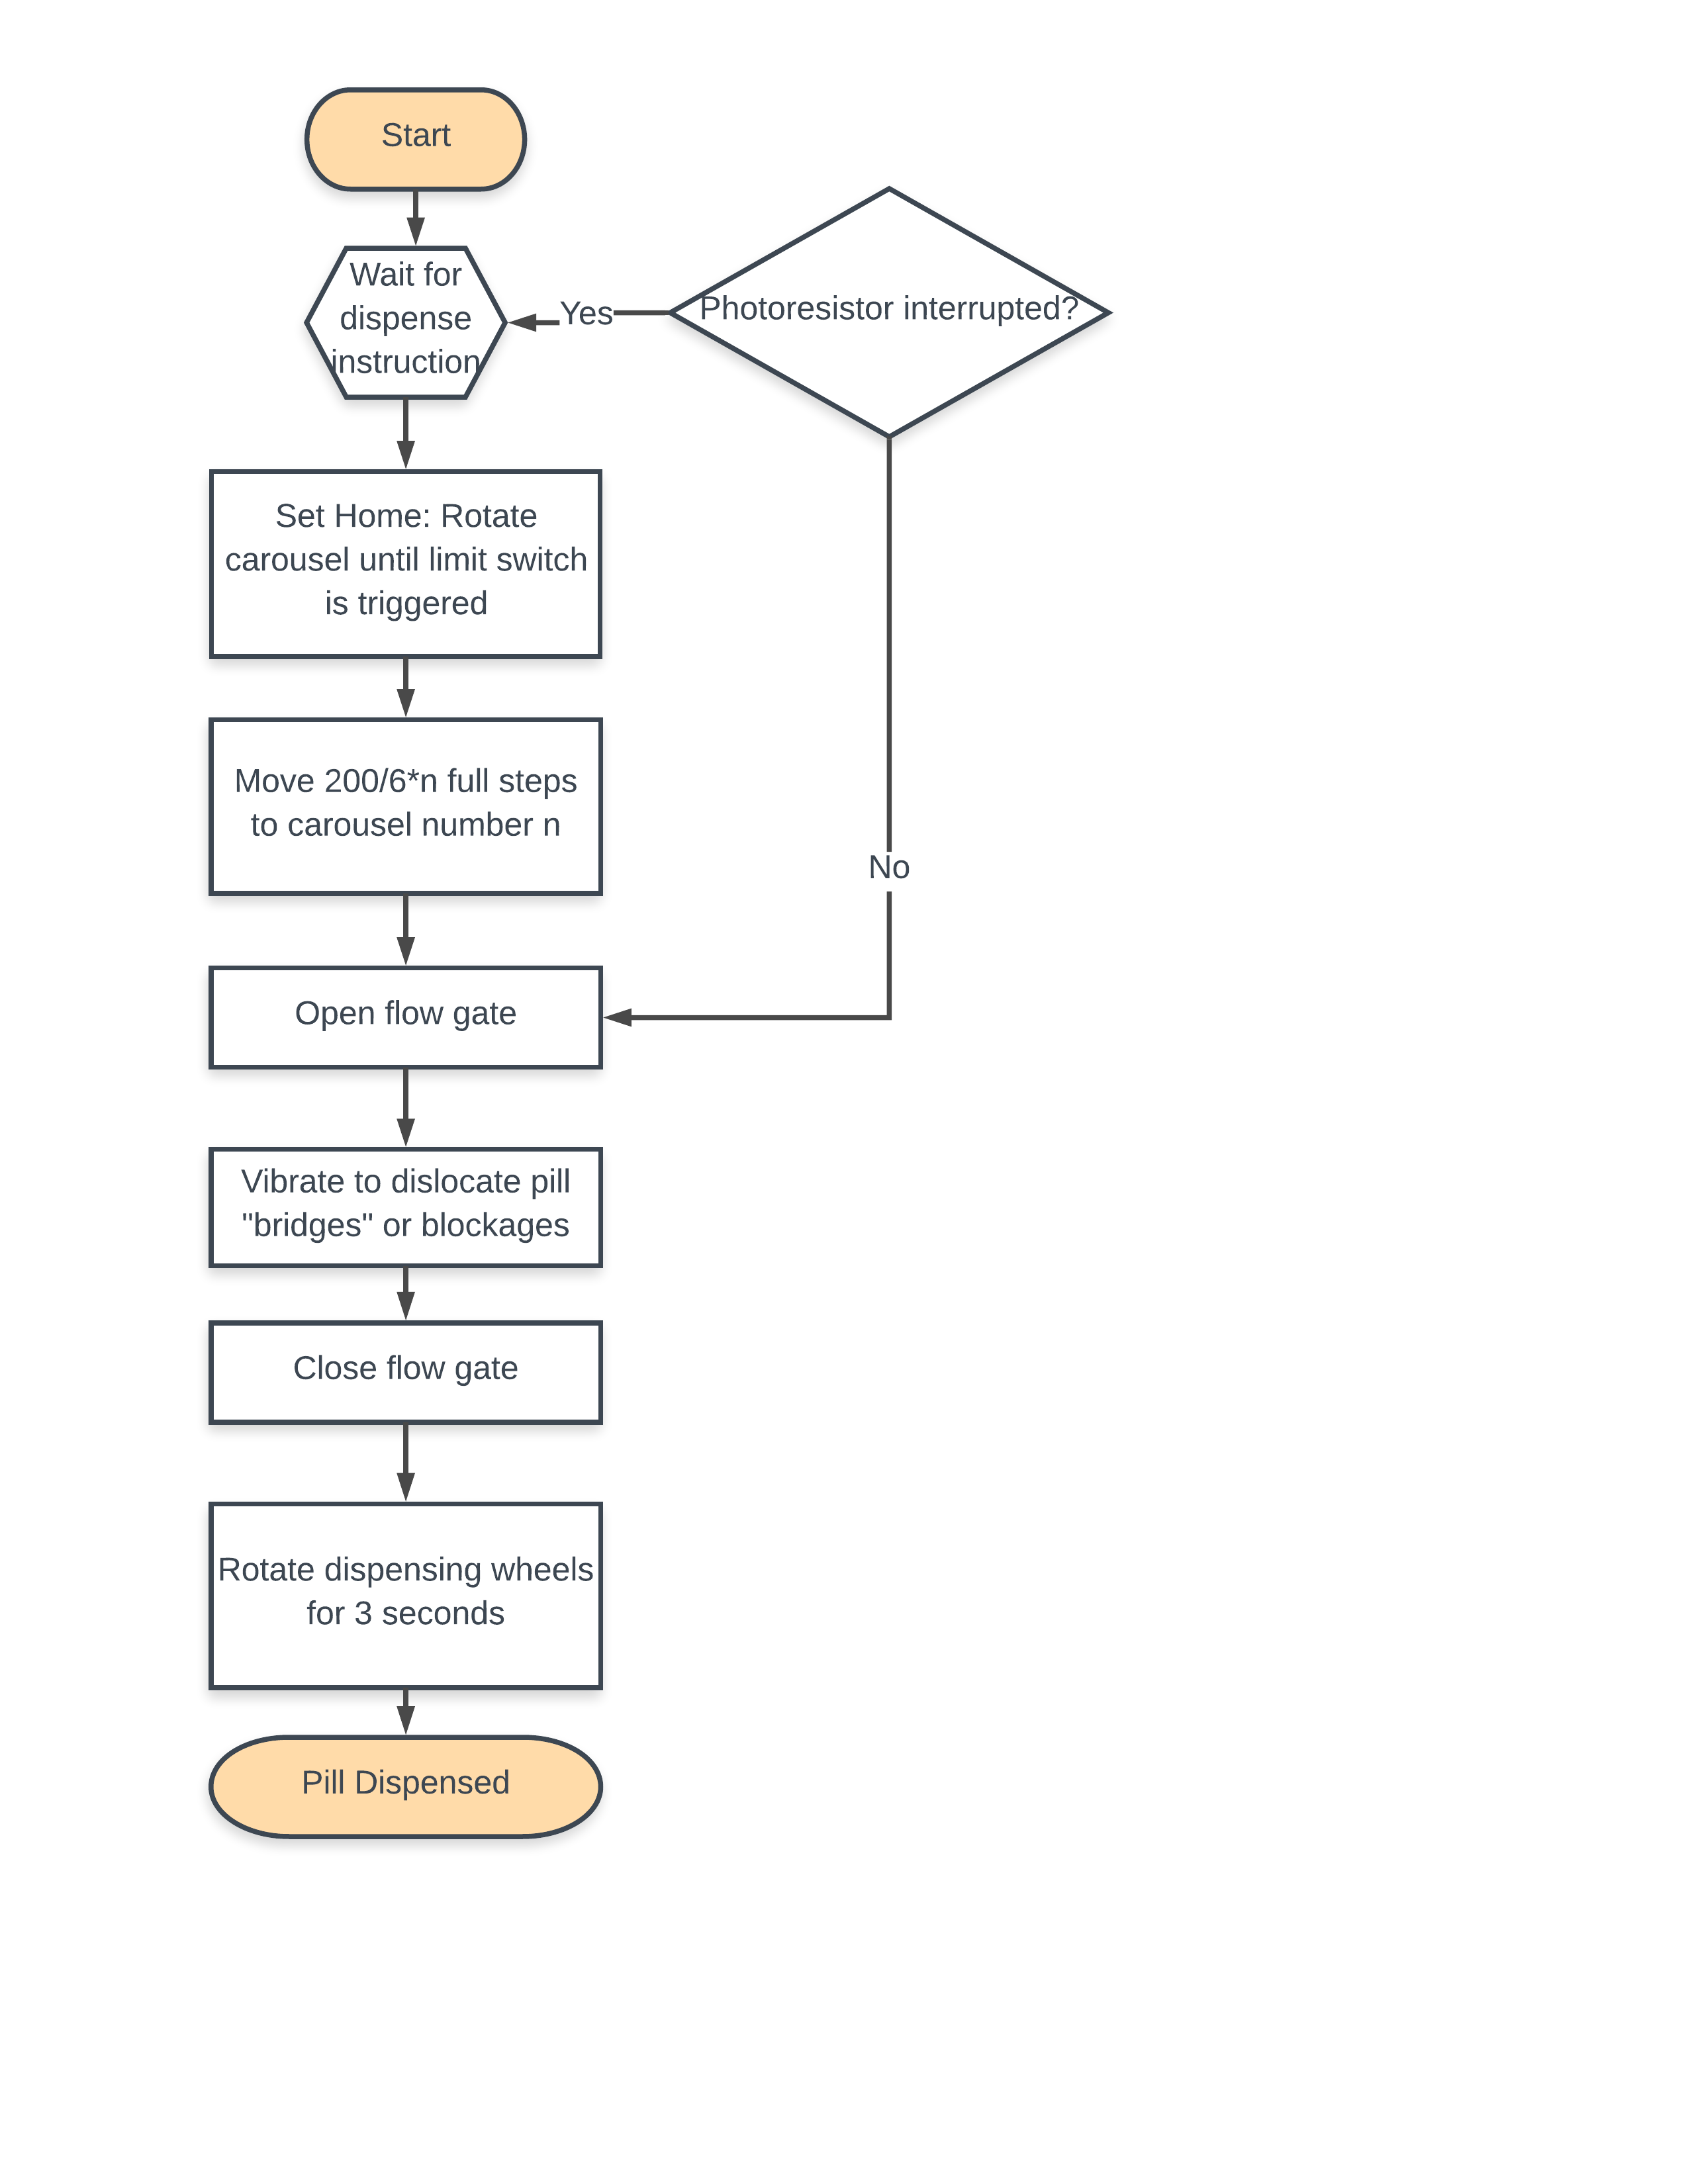 Start
Wait for
dispense
instruction
Yes
Photoresistor interrupted?
Set Home: Rotate
carousel until limit switch
is triggered
Move 200/6*n full steps
to carousel number n
No
Open flow gate
Vibrate to dislocate pill
"bridges" or blockages
Close flow gate
Rotate dispensing wheels
for 3 seconds
Pill Dispensed